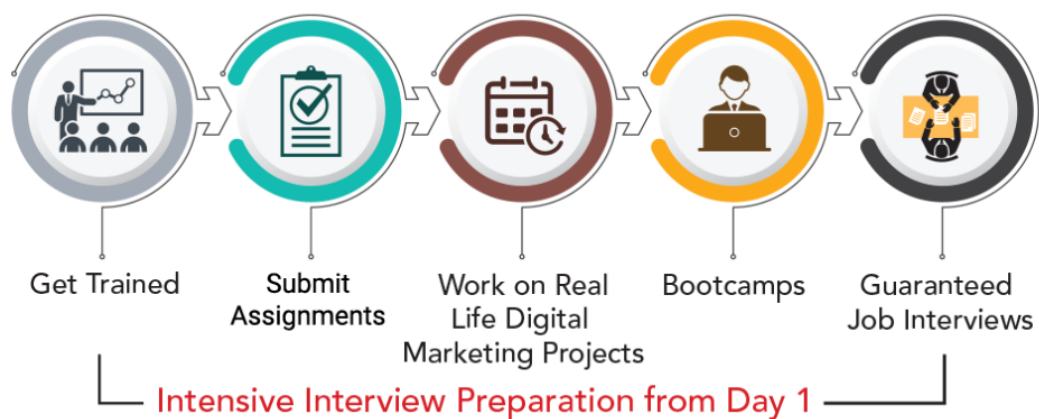 Get Trained
Submit
Assignments
Work on Real
Life Digital
Marketing Projects
Bootcamps
Guaranteed
Job Interviews
Intensive Interview Preparation from Day 1